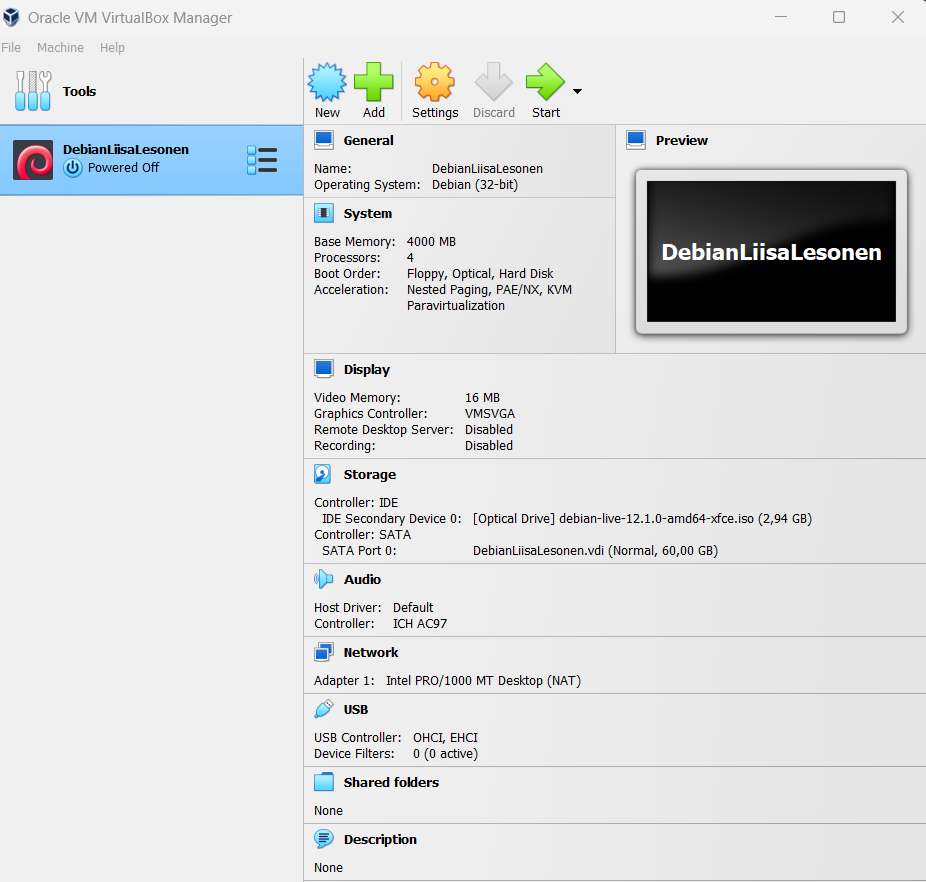 Oracle VM VirtualBox Manager
File Machine Help
Tools
New Add Settings Discard Start
DebianLiisaLesonen
Powered Off
General
Name: DebianLiisaLesonen
Operating System: Debian (32-bit)
System
Base Memory: 4000 MB
Processors: 4
Boot Order: Floppy, Optical, Hard Disk
Acceleration: Nested Paging, PAE/NX, KVM
Paravirtualization
Preview
DebianLiisaLesonen
Display
Video Memory: 16 MB
Graphics Controller: VMSVGA
Remote Desktop Server: Disabled
Recording: Disabled
Storage
Controller: IDE
IDE Secondary Device 0: [Optical Drive] debian-live-12.1.0-amd64-xfce.iso (2,94 GB)
Controller: SATA
SATA Port 0: DebianLiisaLesonen.vdi (Normal, 60,00 GB)
Audio
Host Driver: Default
Controller: ICH AC97
Network
Adapter 1: Intel PRO/1000 MT Desktop (NAT)
USB
USB Controller: OHCI, EHCI
Device Filters: 0 (0 active)
Shared folders
None
Description
None